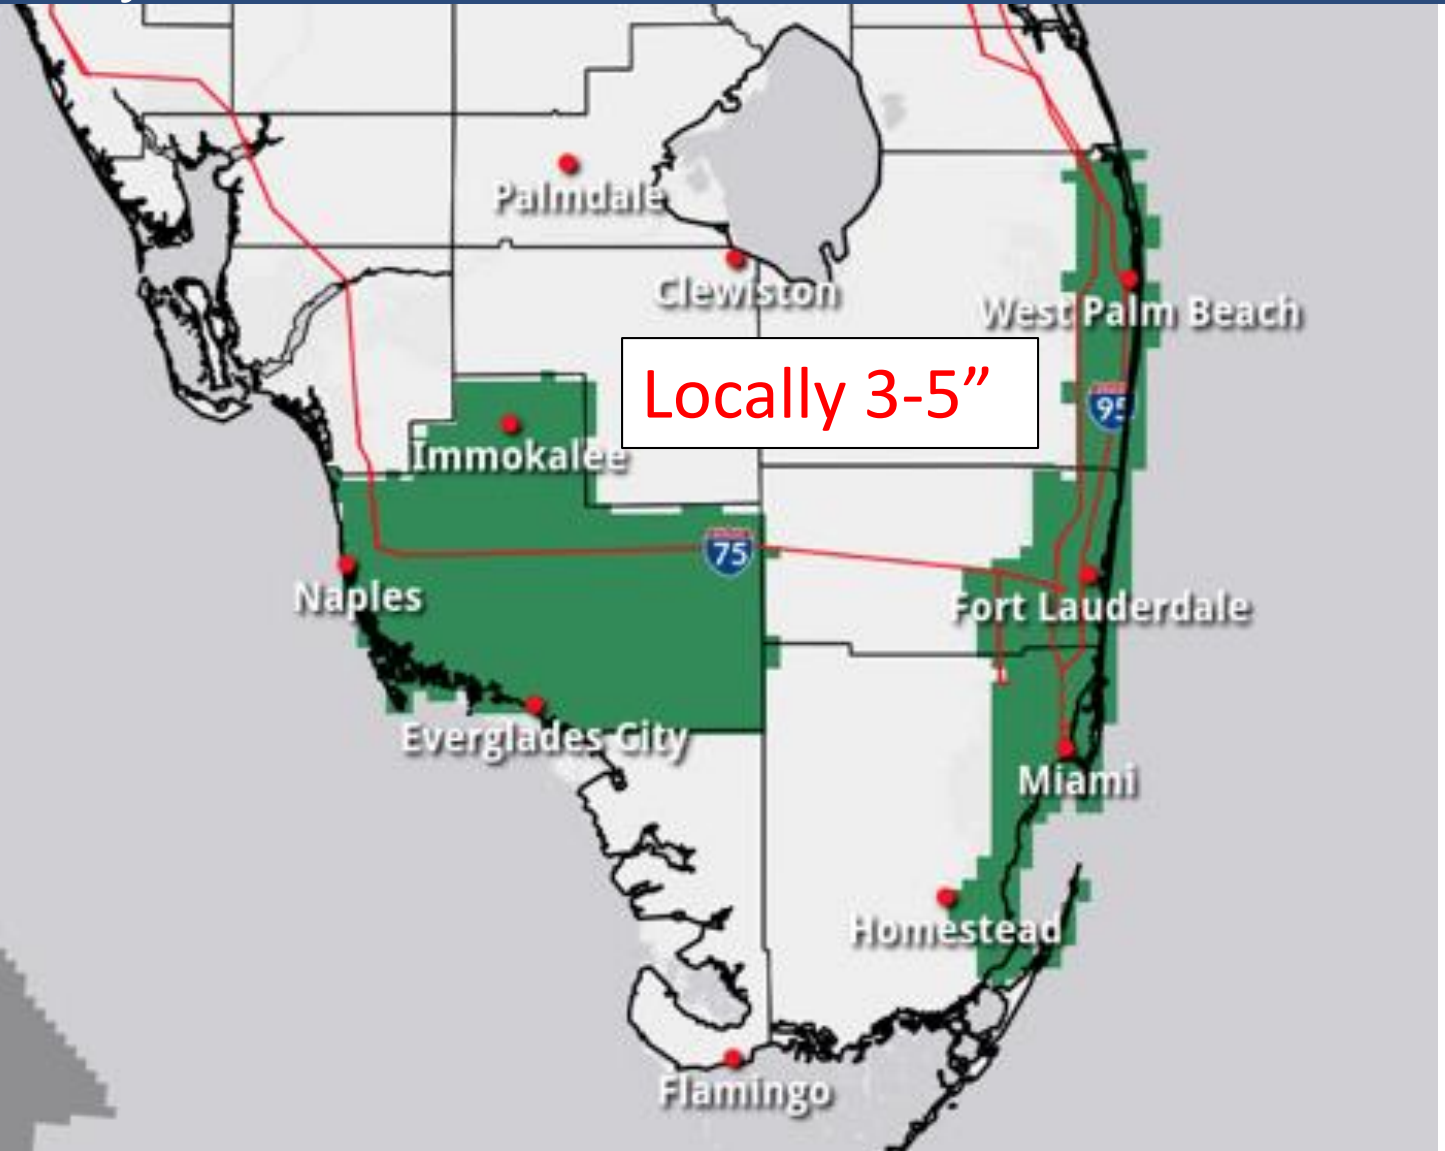 Palmdale
Clewiston
West Palm Beach
Locally 3-5”
95
Immokalee
75
Naples
Fort Lauderdale
Everglades City
Miami
Homestead
Flamingo